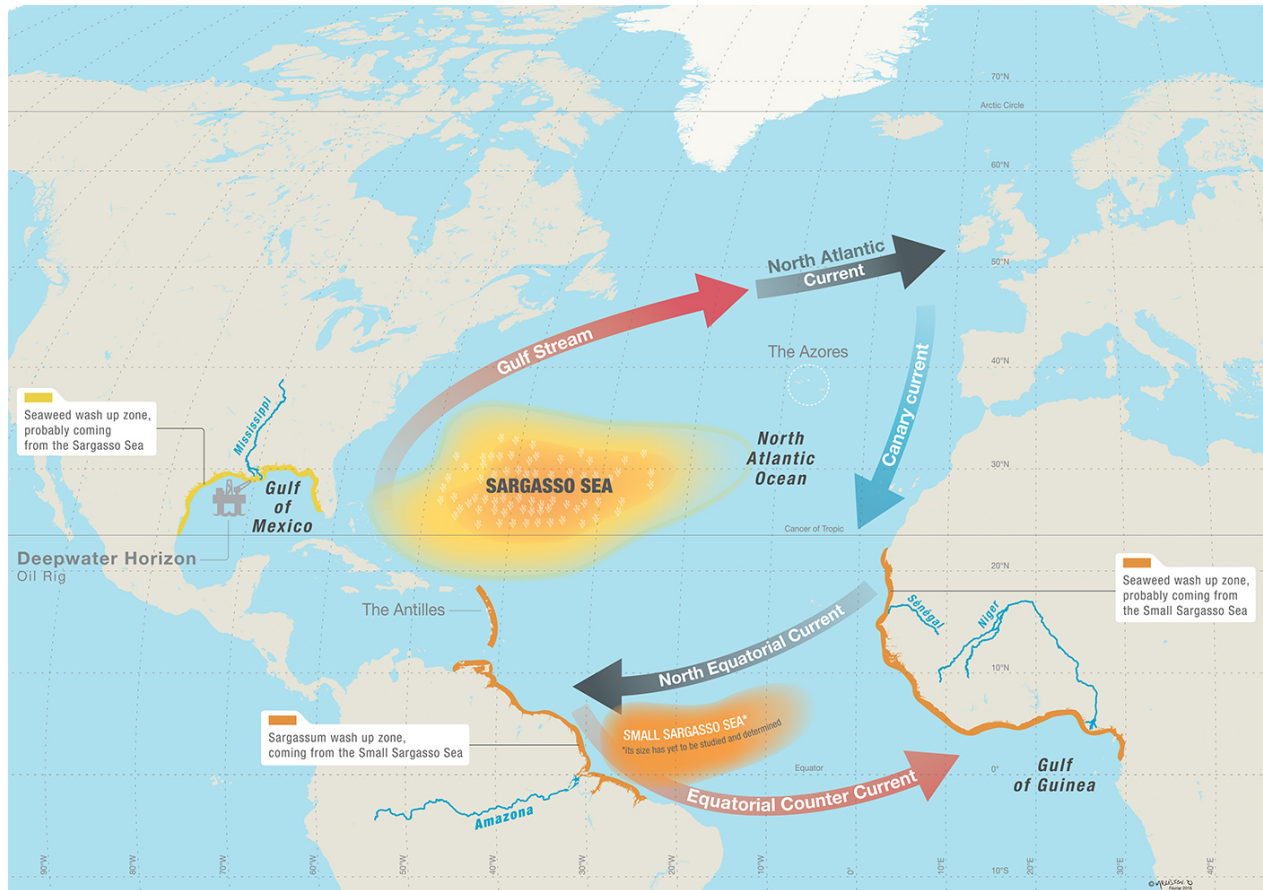 70°N
Arctic Circle
60°N
North Atlantic
Current
50°N
Gulf Stream
The Azores
40°N
Canary current
Seaweed wash up zone,
probably coming
from the Sargasso Sea
Mississippi
North
Atlantic
Ocean
30°N
SARGASSO SEA
Gulf
of
Mexico
Cancer of Tropic
Deepwater Horizon
Oil Rig
20°N
Seaweed wash up zone,
probably coming from
the Small Sargasso Sea
The Antilles
Sénégal
Niger
North Equatorial Current
10°N
SMALL SARGASSO SEA*
*its size has yet to be studied and determined
Sargassum wash up zone,
coming from the Small Sargasso Sea
Equator
0°
Gulf
of Guinea
Equatorial Counter Current
Amazona
90°W
80°W
70°W
60°W
50°W
40°W
30°W
20°W
10°W
0°
10°E
20°E
30°E
40°E
10°S